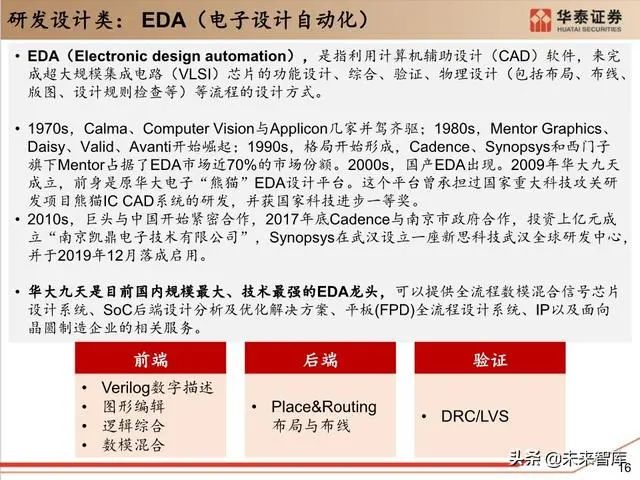 研发设计类： EDA（电子设计自动化）
华泰证券
HUATAI SECURITIES
• EDA（Electronic design automation），是指利用计算机辅助设计（CAD）软件，来完
成超大规模集成电路（VLSI）芯片的功能设计、综合、验证、物理设计（包括布局、布线、
版图、设计规则检查等）等流程的设计方式。
• 1970s，Calma、Computer Vision与Applicon几家并驾齐驱；1980s，Mentor Graphics、
Daisy、Valid、Avanti开始崛起；1990s，格局开始形成，Cadence、Synopsys和西门子
旗下Mentor占据了EDA市场近70%的市场份额。2000s，国产EDA出现。2009年华大九天
成立，前身是原华大电子“熊猫”EDA设计平台。这个平台曾承担过国家重大科技攻关研
发项目熊猫IC CAD系统的研发，并获国家科技进步一等奖。
• 2010s，巨头与中国开始紧密合作，2017年底Cadence与南京市政府合作，投资上亿元成
立“南京凯鼎电子技术有限公司”，Synopsys在武汉设立一座新思科技武汉全球研发中心，
并于2019年12月落成启用。
• 华大九天是目前国内规模最大、技术最强的EDA龙头，可以提供全流程数模混合信号芯片
设计系统、SoC后端设计分析及优化解决方案、平板(FPD)全流程设计系统、IP以及面向
晶圆制造企业的相关服务。
前端
• Verilog数字描述
• 图形编辑
• 逻辑综合
• 数模混合
后端
• Place&Routing
布局与布线
验证
• DRC/LVS
头条@未来智库
16